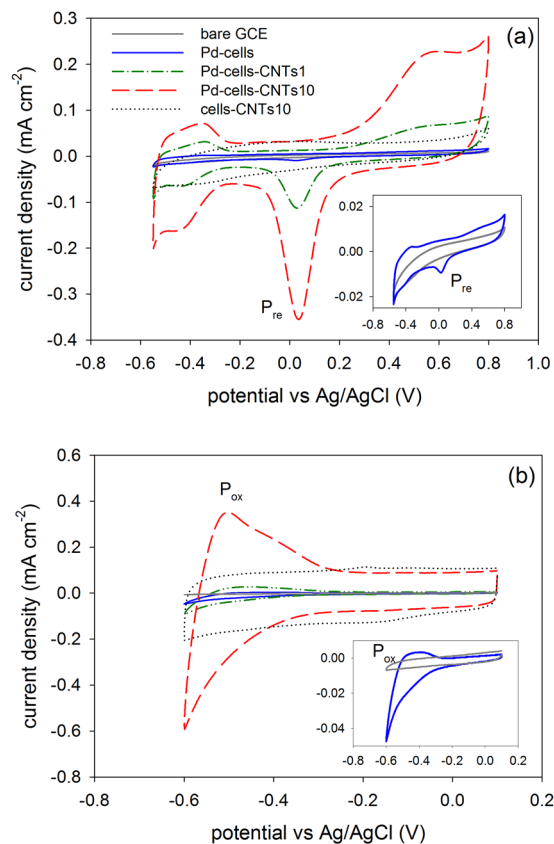 (a)
bare GCE
Pd-cells
Pd-cells-CNTs1
Pd-cells-CNTs10
cells-CNTs10
current density (mA cm-2)
0.3
0.2
0.1
0.0
-0.1
-0.2
-0.3
-0.4
Pre
0.02
0.00
-0.02
Pre
-0.8 -0.4 0.0 0.4 0.8
-0.8 -0.6 -0.4 -0.2 0.0 0.2 0.4 0.6 0.8 1.0
potential vs Ag/AgCl (V)
(b)
current density (mA cm-2)
0.6
0.4
0.2
0.0
-0.2
-0.4
-0.6
-0.8
Pox
Pox
0.00
-0.02
-0.04
-0.8 -0.6 -0.4 -0.2 0.0 0.2
-0.8 -0.6 -0.4 -0.2 0.0 0.2
potential vs Ag/AgCl (V)